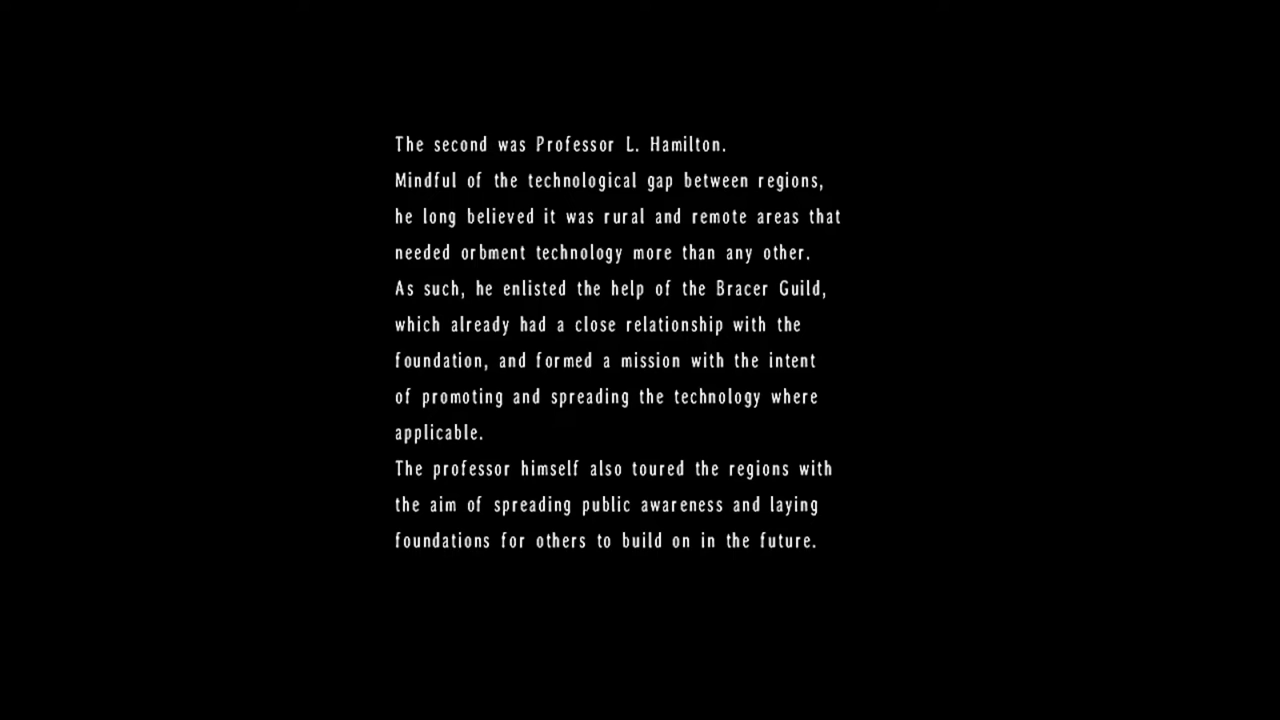 The second was Professor L. Hamilton.
Mindful of the technological gap between regions,
he long believed it was rural and remote areas that
needed orbment technology more than any other.
As such, he enlisted the help of the Bracer Guild,
which already had a close relationship with the
foundation, and formed a mission with the intent
of promoting and spreading the technology where
applicable.
The professor himself also toured the regions with
the aim of spreading public awareness and laying
foundations for others to build on in the future.